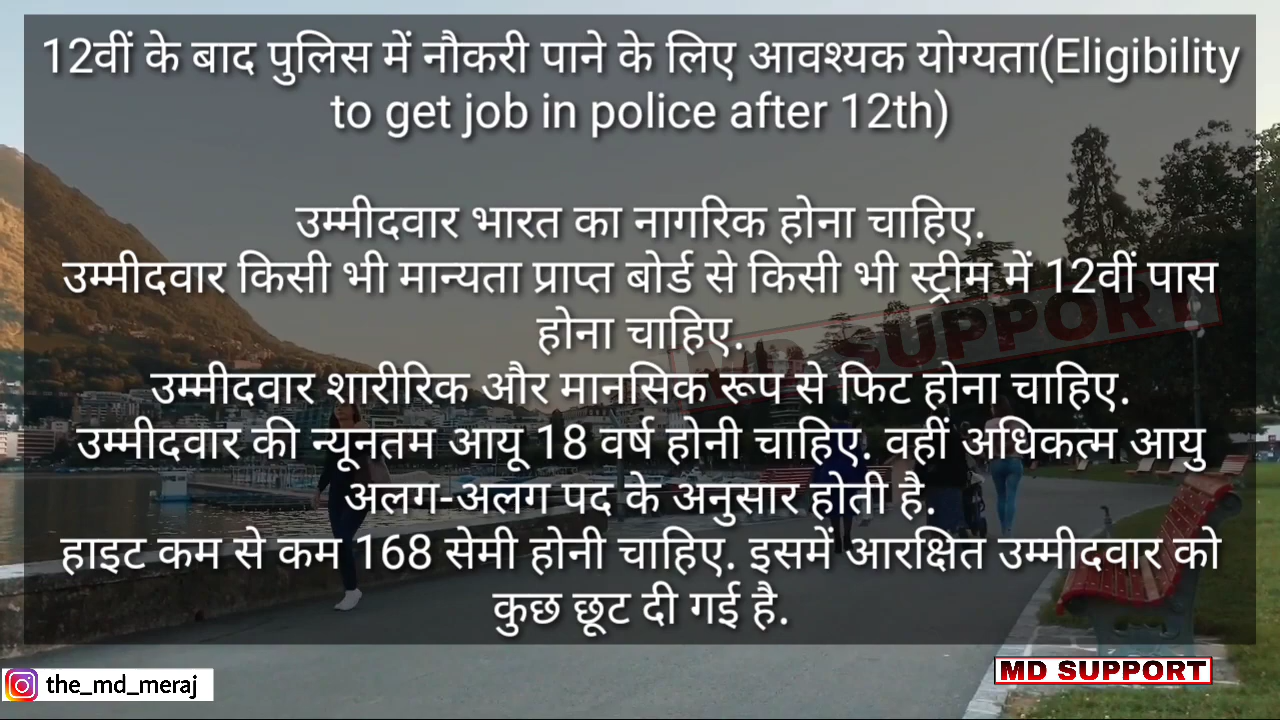 12वीं के बाद पुलिस में नौकरी पाने के लिए आवश्यक योग्यता(Eligibility
to get job in police after 12th)
उम्मीदवार भारत का नागरिक होना चाहिए.
उम्मीदवार किसी भी मान्यता प्राप्त बोर्ड से किसी भी स्ट्रीम में 12वीं पास
होना चाहिए.
MD SUPPORT
उम्मीदवार शारीरिक और मानसिक रूप से फिट होना चाहिए.
उम्मीदवार की न्यूनतम आयू 18 वर्ष होनी चाहिए. वहीं अधिकत्म आयु
अलग-अलग पद के अनुसार होती है.
हाइट कम से कम 168 सेमी होनी चाहिए. इसमें आरक्षित उम्मीदवार को
कुछ छूट दी गई है.
the_md_meraj
MD SUPPORT